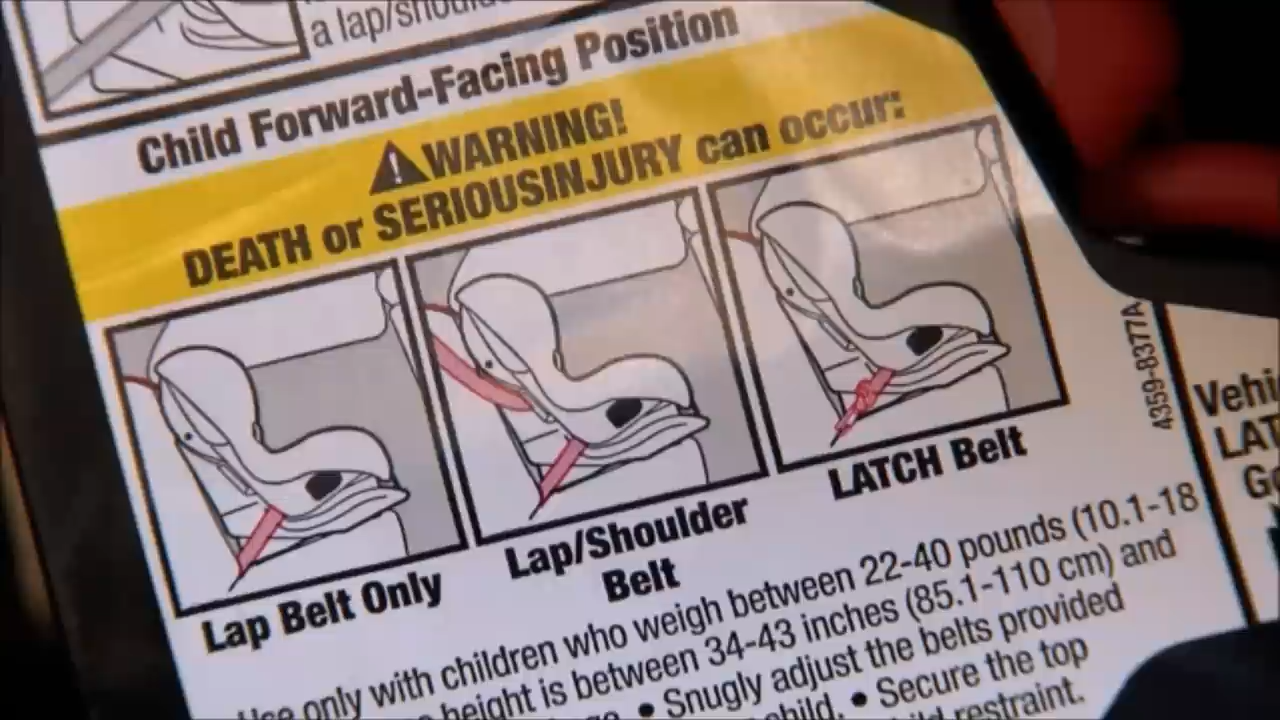 a lap/should
Child Forward-Facing Position
WARNING!
DEATH or SERIOUSINJURY can occur:
Lap Belt Only
Lap/Shoulder
Belt
LATCH Belt
4359-8377A
Use only with children who weigh between 22-40 pounds (10.1-18
height is between 34-43 inches (85.1-110 cm) and
• Snugly adjust the belts provided
child. • Secure the top
restraint.
Vehi
LAT